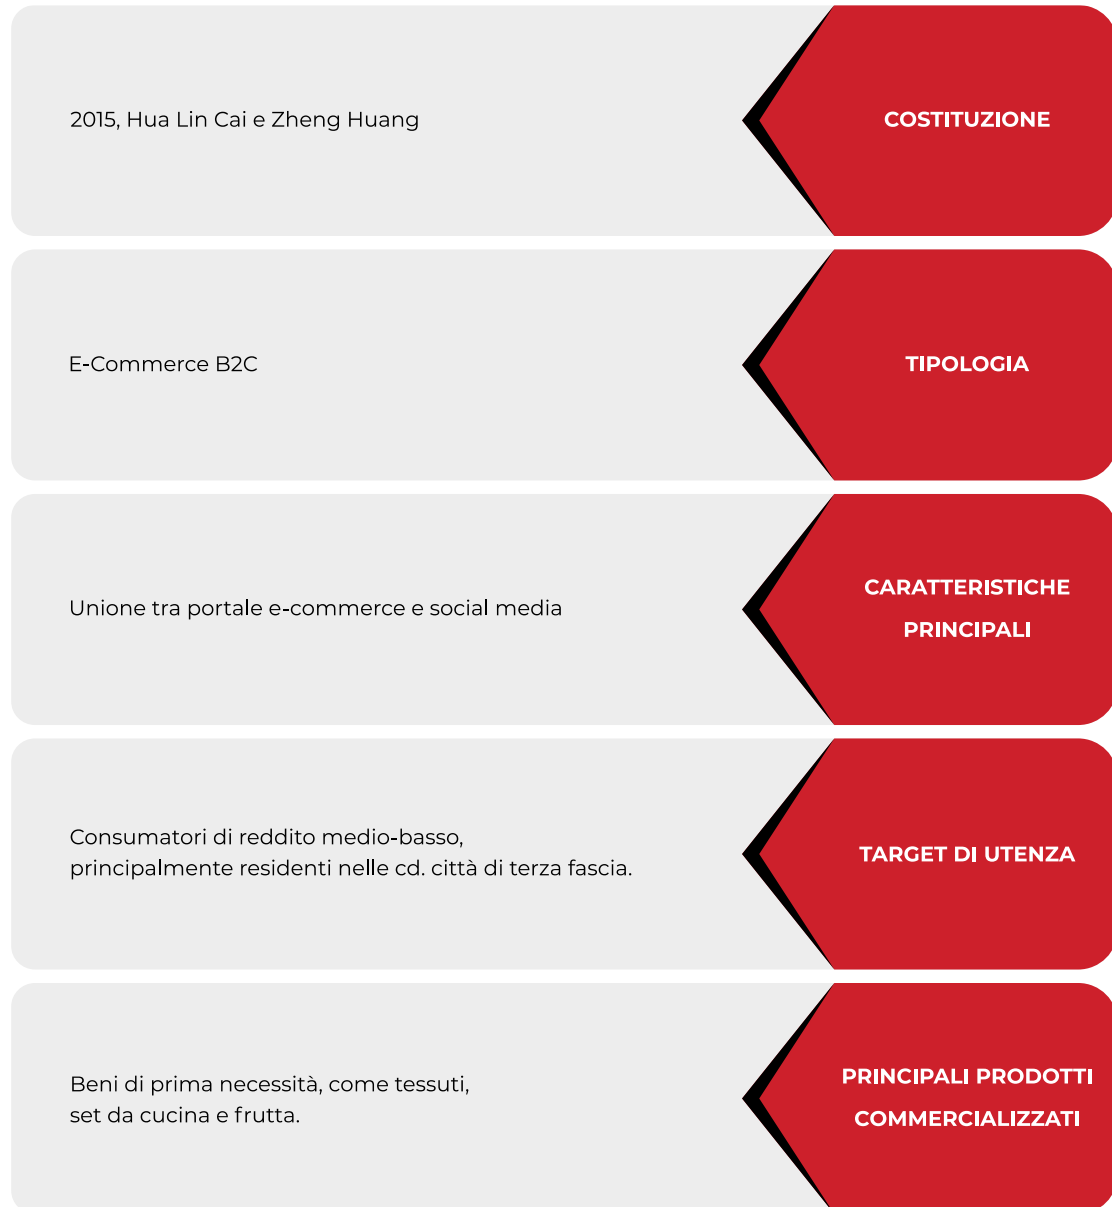 2015, Hua Lin Cai e Zheng Huang
COSTITUZIONE
E-Commerce B2C
TIPOLOGIA
Unione tra portale e-commerce e social media
CARATTERISTICHE
PRINCIPALI
Consumatori di reddito medio-basso,
principalmente residenti nelle cd. città di terza fascia.
TARGET DI UTENZA
Beni di prima necessità, come tessuti,
set da cucina e frutta.
PRINCIPALI PRODOTTI
COMMERCIALIZZATI